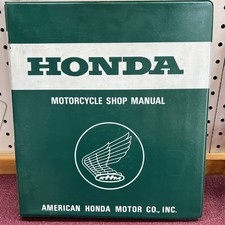 HONDA
MOTORCYCLE SHOP MANUAL
AMERICAN HONDA MOTOR CO., INC.